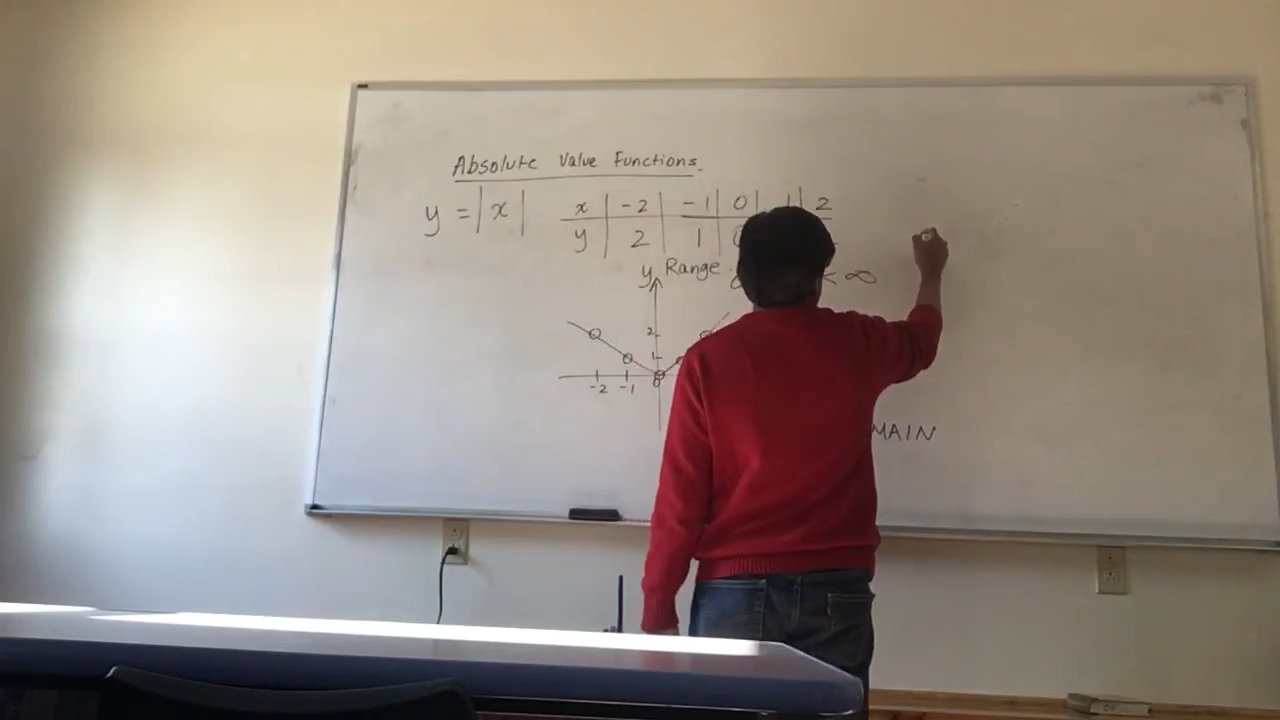 Absolute Value Functions.
y = |x|
x | -2 | -1 | 0 | 1 | 2
y | 2 | 1
y Range
< ∞
2
1
-2 -1 0
MAIN